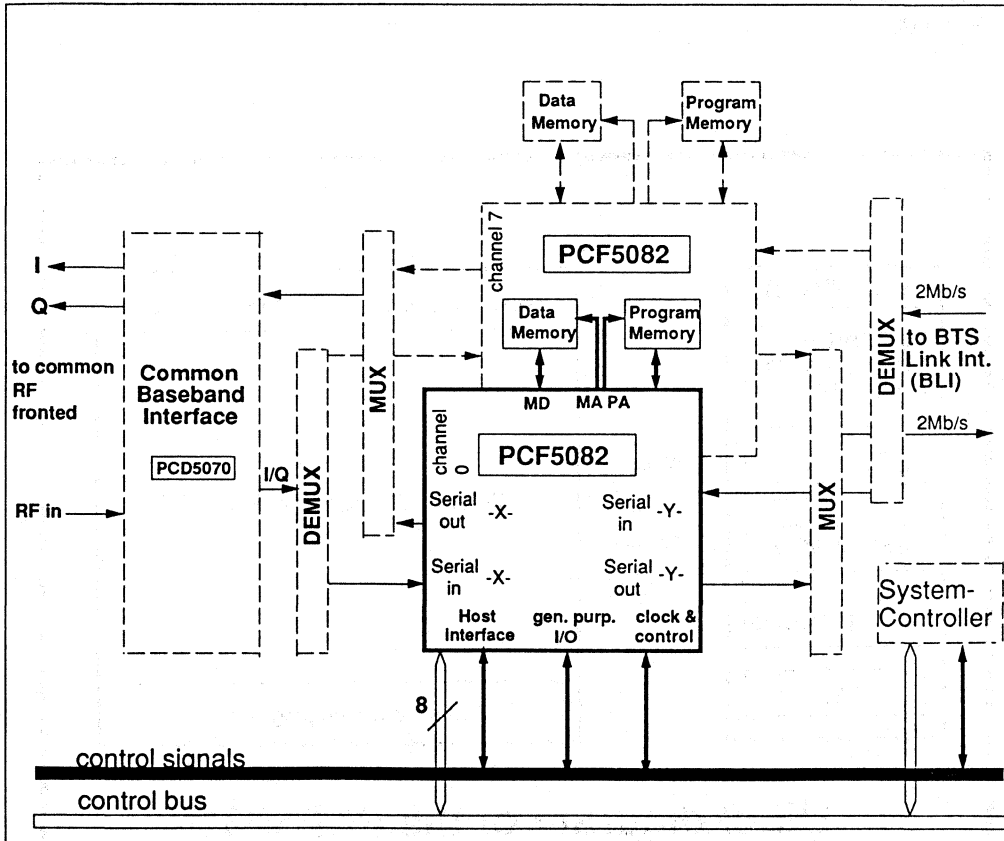 Data
Memory
Program
Memory
channel 7
PCF5082
I
Q
to common
RF
fronted
RF in
Common
Baseband
Interface
PCD5070
I/Q
DEMUX
MUX
Data
Memory
Program
Memory
MD
MA PA
channel
0
PCF5082
Serial
out
-X-
Serial
in
-Y-
Serial
in
-X-
Serial
out
-Y-
Host
Interface
gen. purp.
I/O
clock &
control
MUX
DEMUX
2Mb/s
to BTS
Link Int.
(BLI)
2Mb/s
System-
Controller
8
control signals
control bus